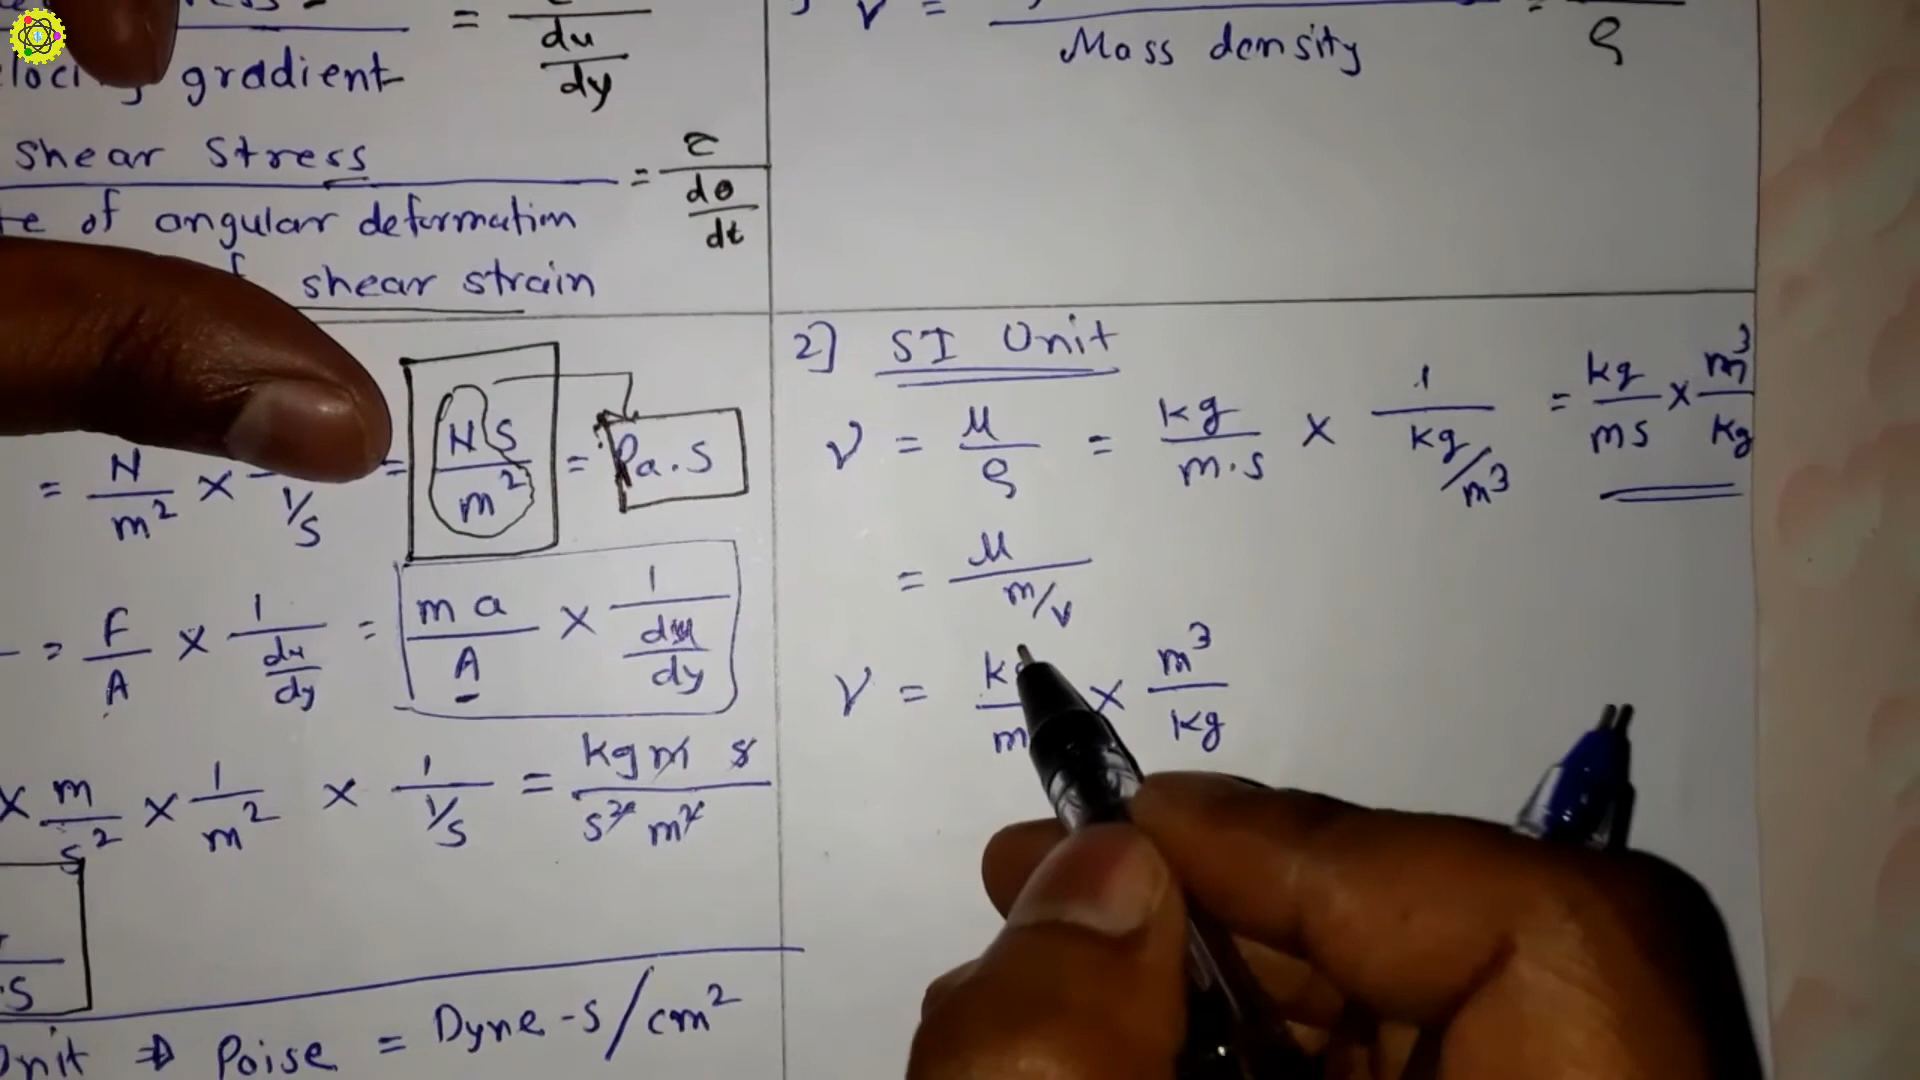 = du/dy
gradient
shear stress = τ / dθ/dt
of angular deformation
shear strain
= N/m² × 1/s = NS/m² = Pa.s
= F/A × 1/(du/dy) = ma/A × 1/(du/dy)
× m/s² × 1/m² × 1/(1/s) = kg m s / s² m²
.s
Unit ⇒ Poise = Dyne-s/cm²
ν = Mass density = ρ
2] SI Unit
ν = μ/ρ = kg/m.s × 1/(kg/m³) = kg/ms × m³/kg
= μ/(m/v)
ν = × m³/kg